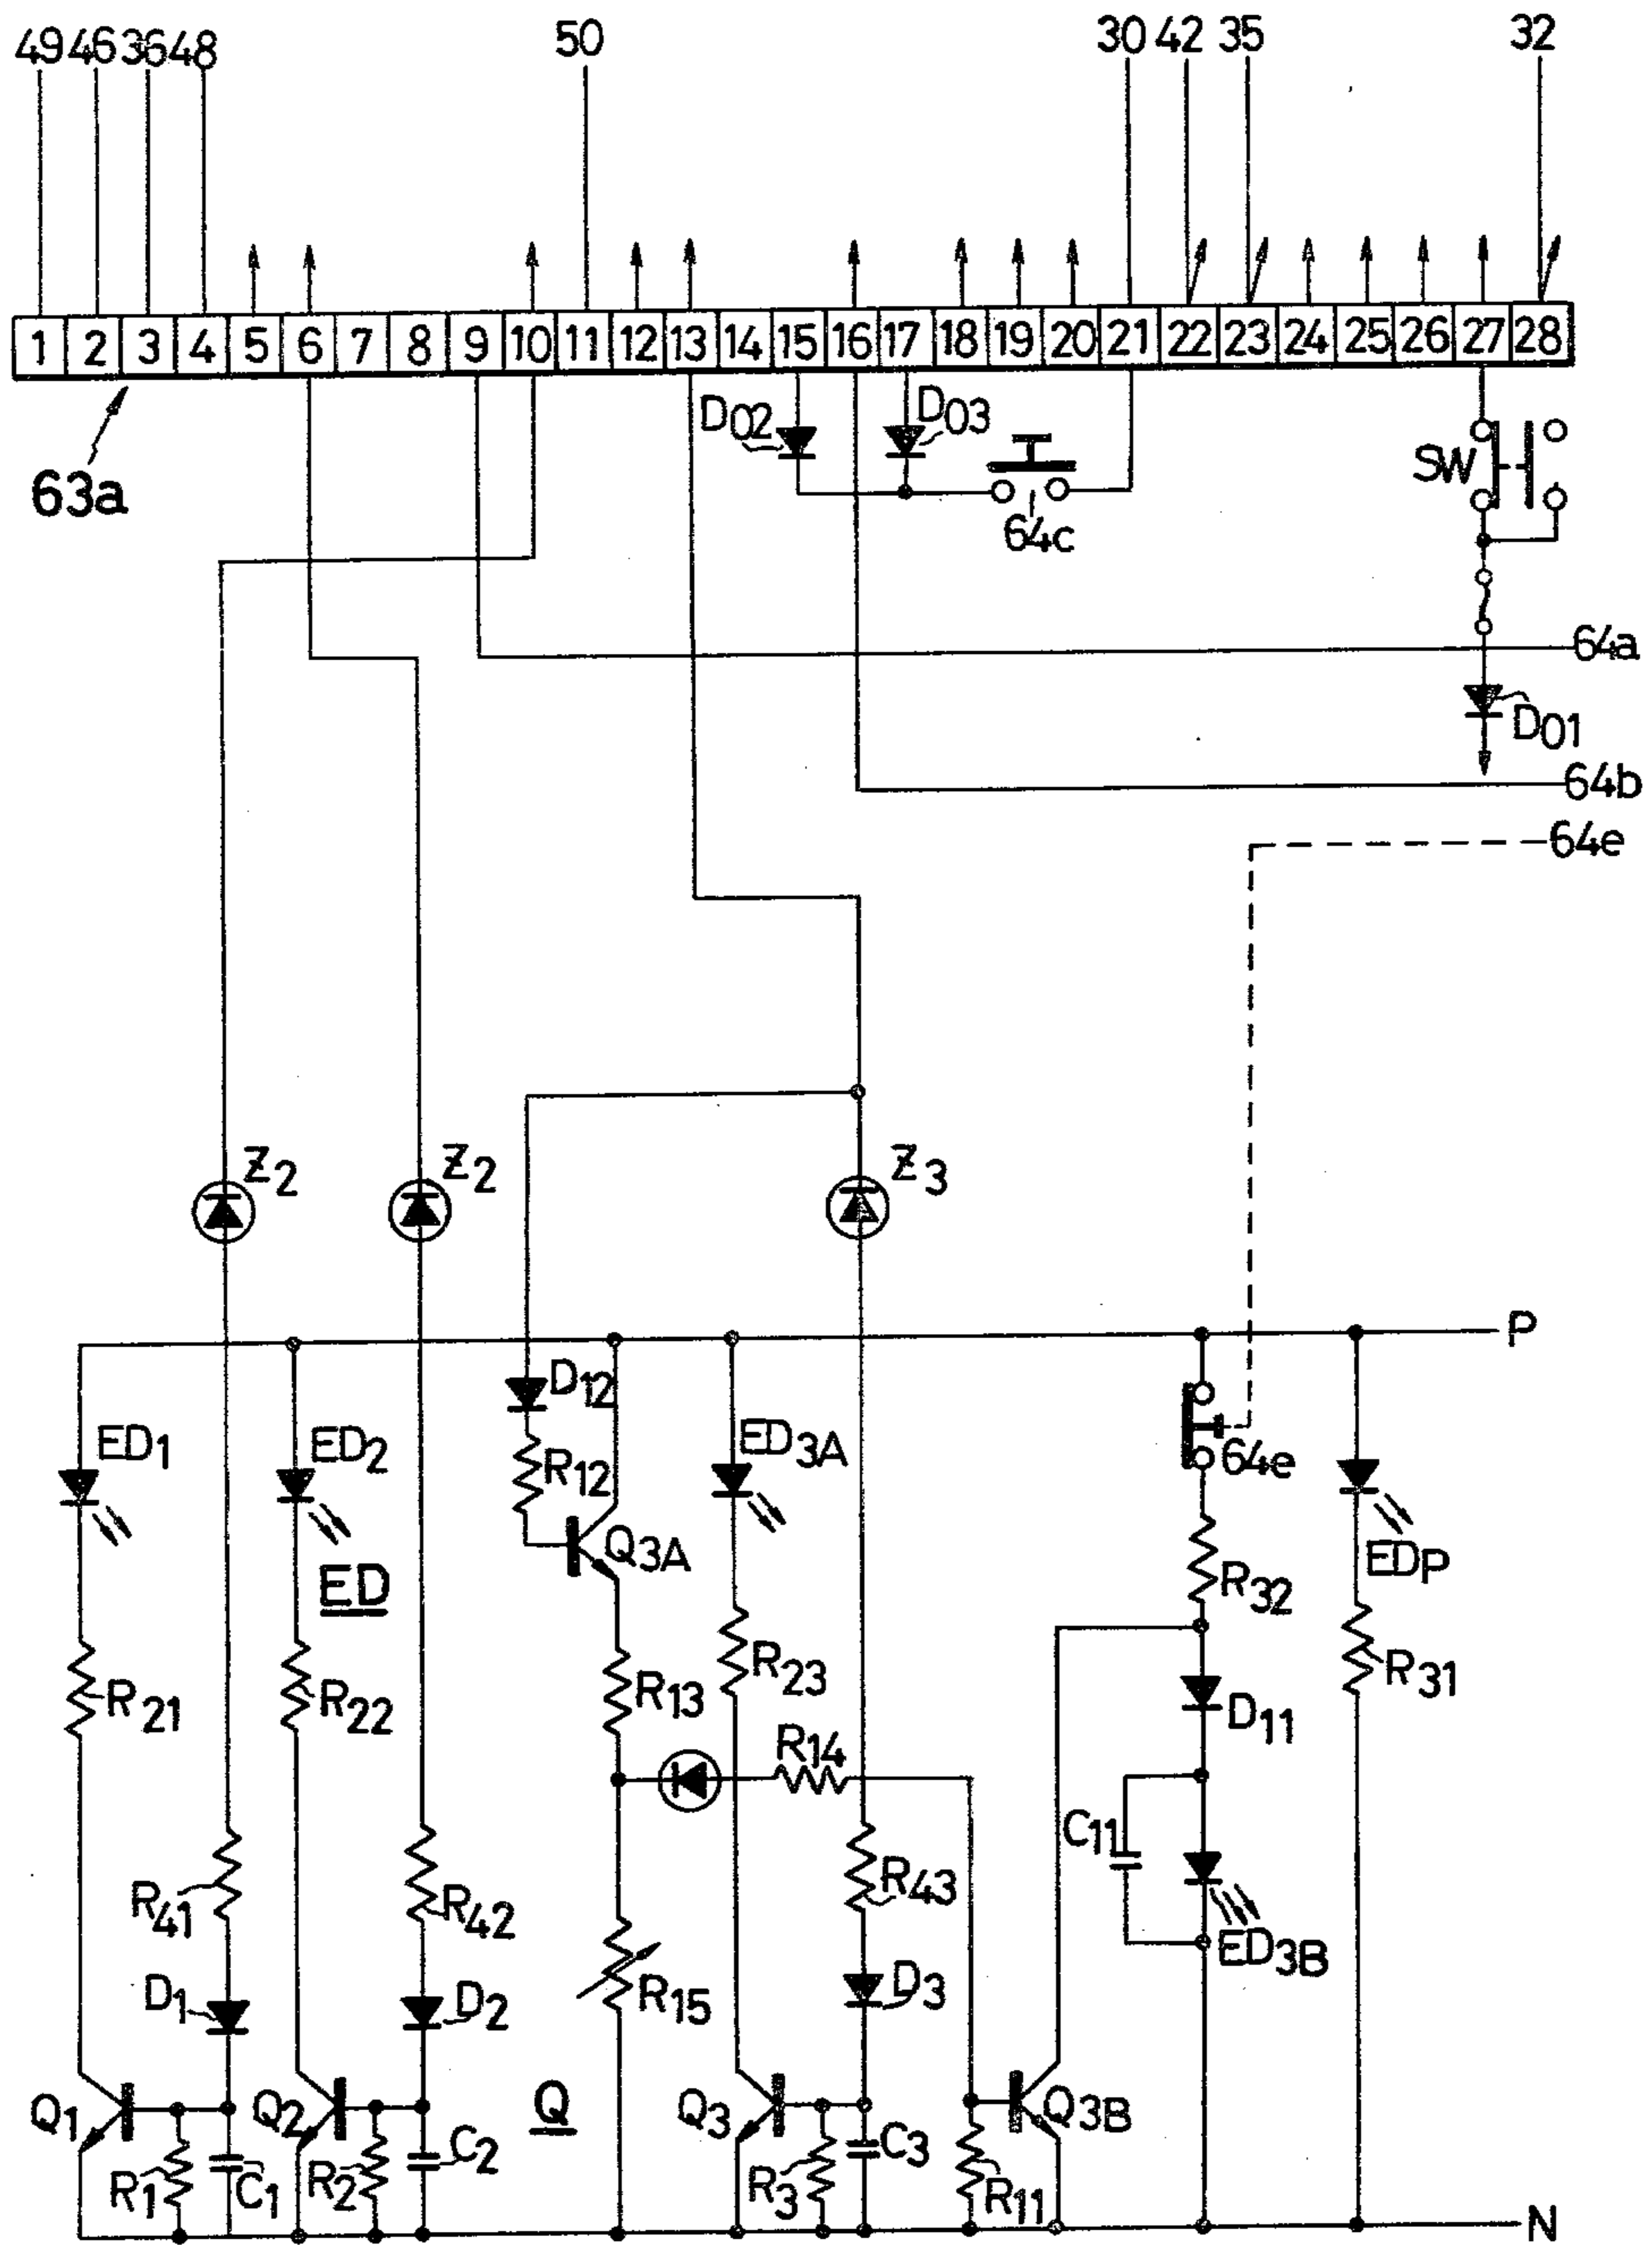 49 46 36 48 50 30 42 35 32
1 2 3 4 5 6 7 8 9 10 11 12 13 14 15 16 17 18 19 20 21 22 23 24 25 26 27 28
63a
D02
D03
64c
SW
64a
D01
64b
64e
Z2
Z2
Z3
P
D12
ED1
ED2
ED3A
64e
R12
Q3A
EDP
ED
R32
R21
R22
R13
R23
R31
D11
R14
C11
R41
R42
R43
ED3B
D1
D2
R15
D3
Q1
Q2
Q
Q3
Q3B
R1
C1
R2
C2
R3
C3
R11
N